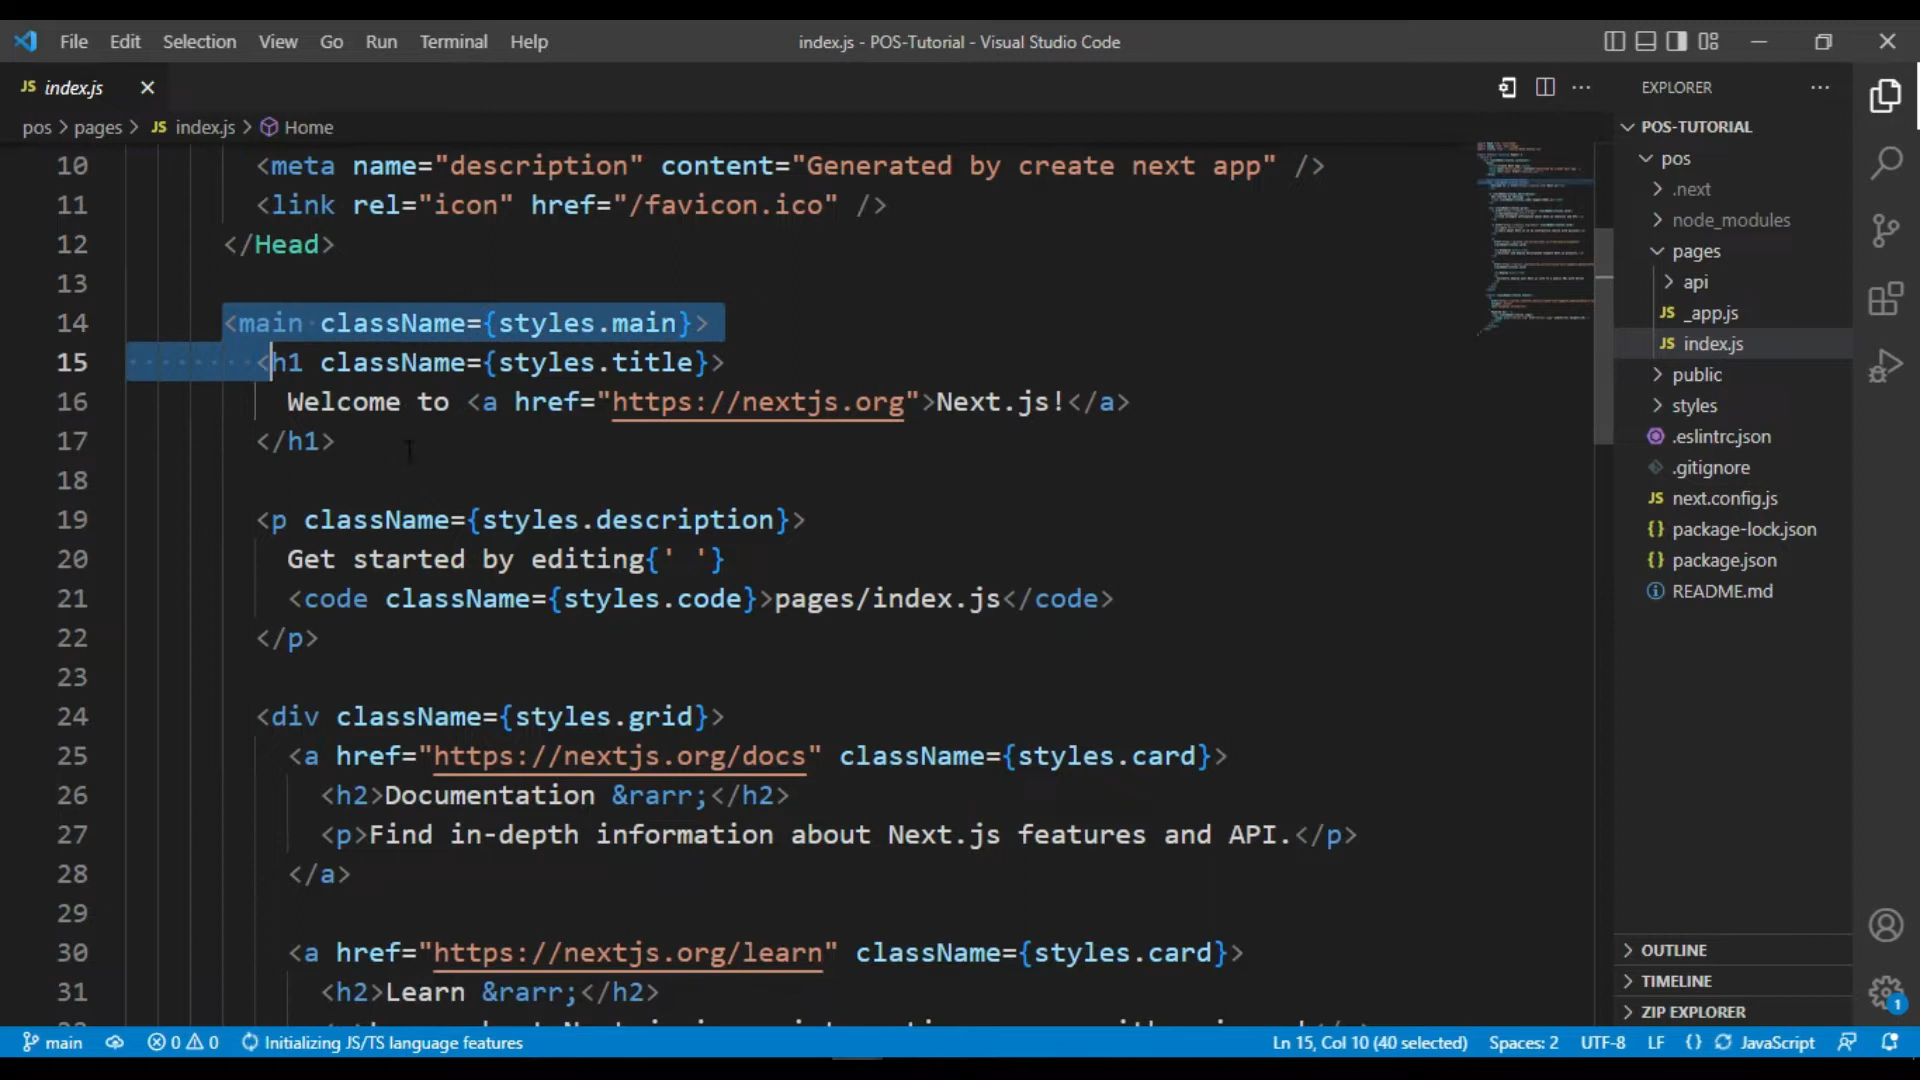 File Edit Selection View Go Run Terminal Help
index.js - POS-Tutorial - Visual Studio Code
JS index.js
pos > pages > JS index.js > Home
10 <meta name="description" content="Generated by create next app" />
11 <link rel="icon" href="/favicon.ico" />
12 </Head>
13
14 <main className={styles.main}>
15 <h1 className={styles.title}>
16 Welcome to <a href="https://nextjs.org">Next.js!</a>
17 </h1>
18
19 <p className={styles.description}>
20 Get started by editing{' '}
21 <code className={styles.code}>pages/index.js</code>
22 </p>
23
24 <div className={styles.grid}>
25 <a href="https://nextjs.org/docs" className={styles.card}>
26 <h2>Documentation &rarr;</h2>
27 <p>Find in-depth information about Next.js features and API.</p>
28 </a>
29
30 <a href="https://nextjs.org/learn" className={styles.card}>
31 <h2>Learn &rarr;</h2>
EXPLORER
POS-TUTORIAL
pos
.next
node_modules
pages
api
JS _app.js
JS index.js
public
styles
.eslintrc.json
.gitignore
JS next.config.js
{} package-lock.json
{} package.json
README.md
OUTLINE
TIMELINE
ZIP EXPLORER
1
main 0 0 Initializing JS/TS language features
Ln 15, Col 10 (40 selected) Spaces: 2 UTF-8 LF {} JavaScript